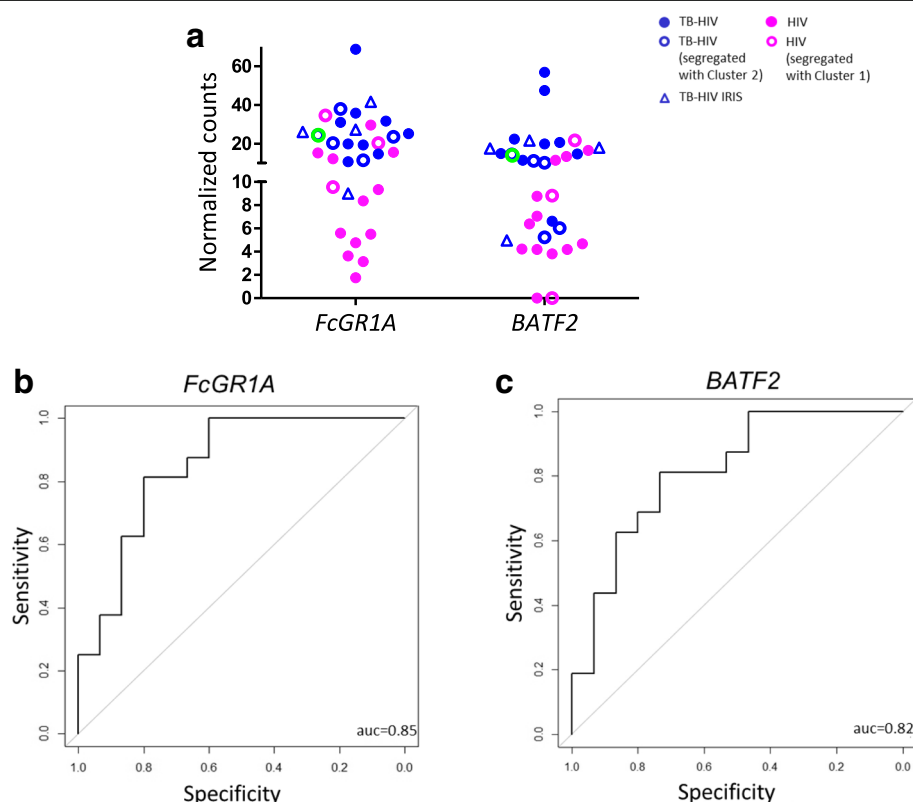 a
Normalized counts
60
40
20
10
8
6
4
2
0
FcGR1A
BATF2
TB-HIV
HIV
TB-HIV
(segregated
with Cluster 2)
HIV
(segregated
with Cluster 1)
TB-HIV IRIS
b
FcGR1A
Sensitivity
1.0
0.8
0.6
0.4
0.2
0.0
auc=0.85
1.0 0.8 0.6 0.4 0.2 0.0
Specificity
c
BATF2
Sensitivity
1.0
0.8
0.6
0.4
0.2
0.0
auc=0.82
1.0 0.8 0.6 0.4 0.2 0.0
Specificity